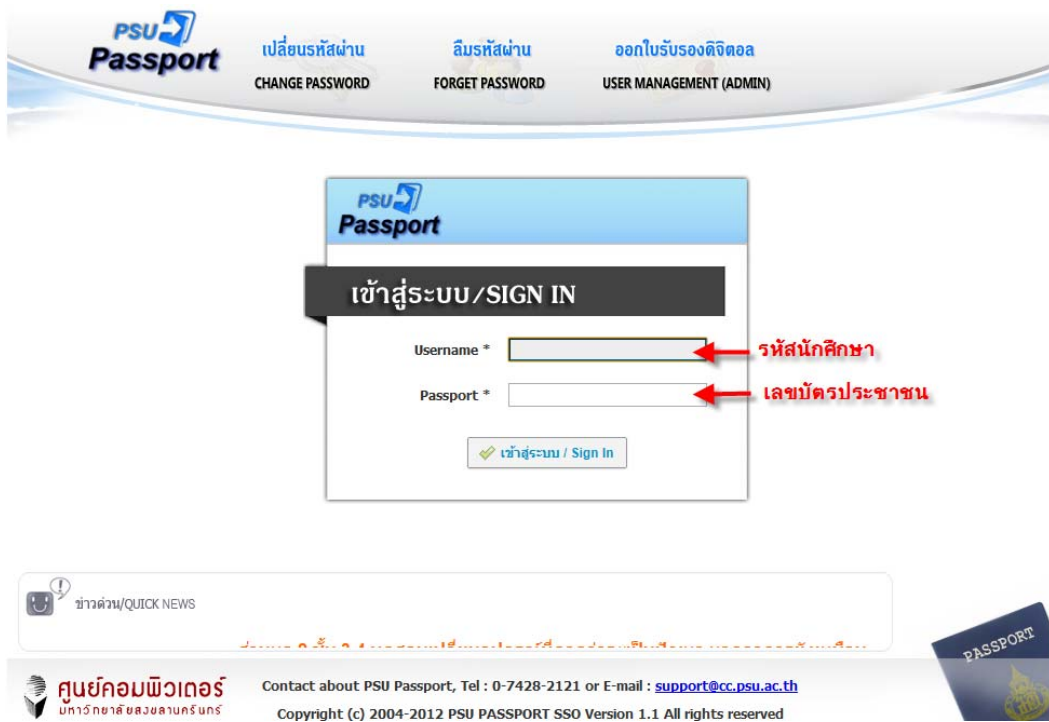 PSU
Passport
เปลี่ยนรหัสผ่าน
CHANGE PASSWORD
ลืมรหัสผ่าน
FORGET PASSWORD
ออกใบรับรองดิจิตอล
USER MANAGEMENT (ADMIN)
PSU
Passport
เข้าสู่ระบบ/SIGN IN
Username *
รหัสนักศึกษา
Passport *
เลขบัตรประชาชน
เข้าสู่ระบบ / Sign In
ข่าวด่วน/QUICK NEWS
PASSPORT
ศูนย์คอมพิวเตอร์
มหาวิทยาลัยสงขลานครินทร์
Contact about PSU Passport, Tel : 0-7428-2121 or E-mail : support@cc.psu.ac.th
Copyright (c) 2004-2012 PSU PASSPORT SSO Version 1.1 All rights reserved